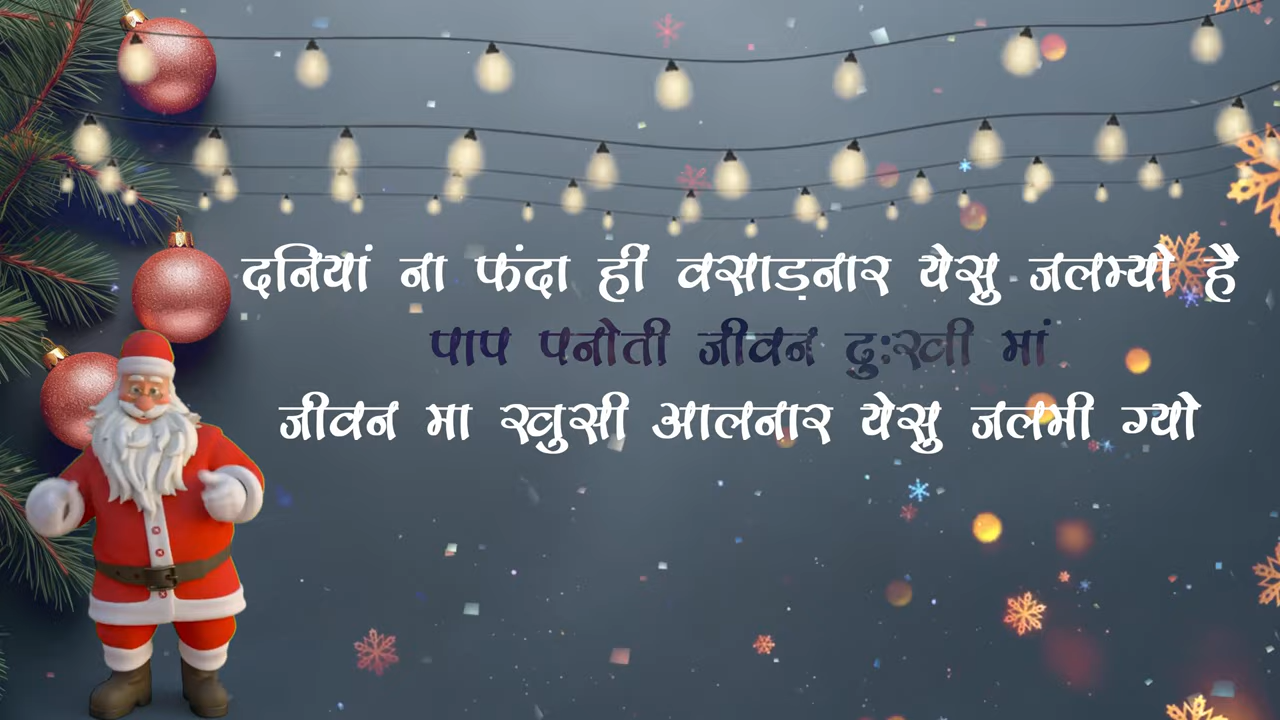 दनियां ना फंदा हीं वसाड़नार येसु जलम्यो है
पाप पनोती जीवन दुःखी मां
जीवन मा खुसी आलनार येसु जलमी ग्यो